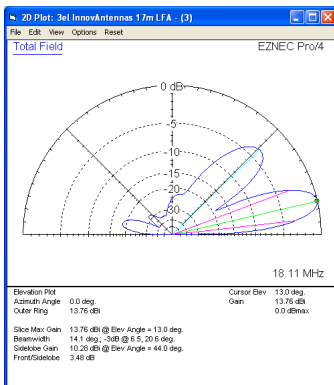 2D Plot: 3el InnovAntennas 17m LFA - (3)
File Edit View Options Reset
Total Field
EZNEC Pro/4
0 dB
-5
-10
-15
-20
-30
18.11 MHz
Elevation Plot
Cursor Elev 13.0 deg.
Azimuth Angle 0.0 deg.
Gain 13.76 dBi
Outer Ring 13.76 dBi
0.0 dBmax
Slice Max Gain 13.76 dBi @ Elev Angle = 13.0 deg.
Beamwidth 14.1 deg.; -3dB @ 6.5, 20.6 deg.
Sidelobe Gain 10.28 dBi @ Elev Angle = 44.0 deg.
Front/Sidelobe 3.48 dB